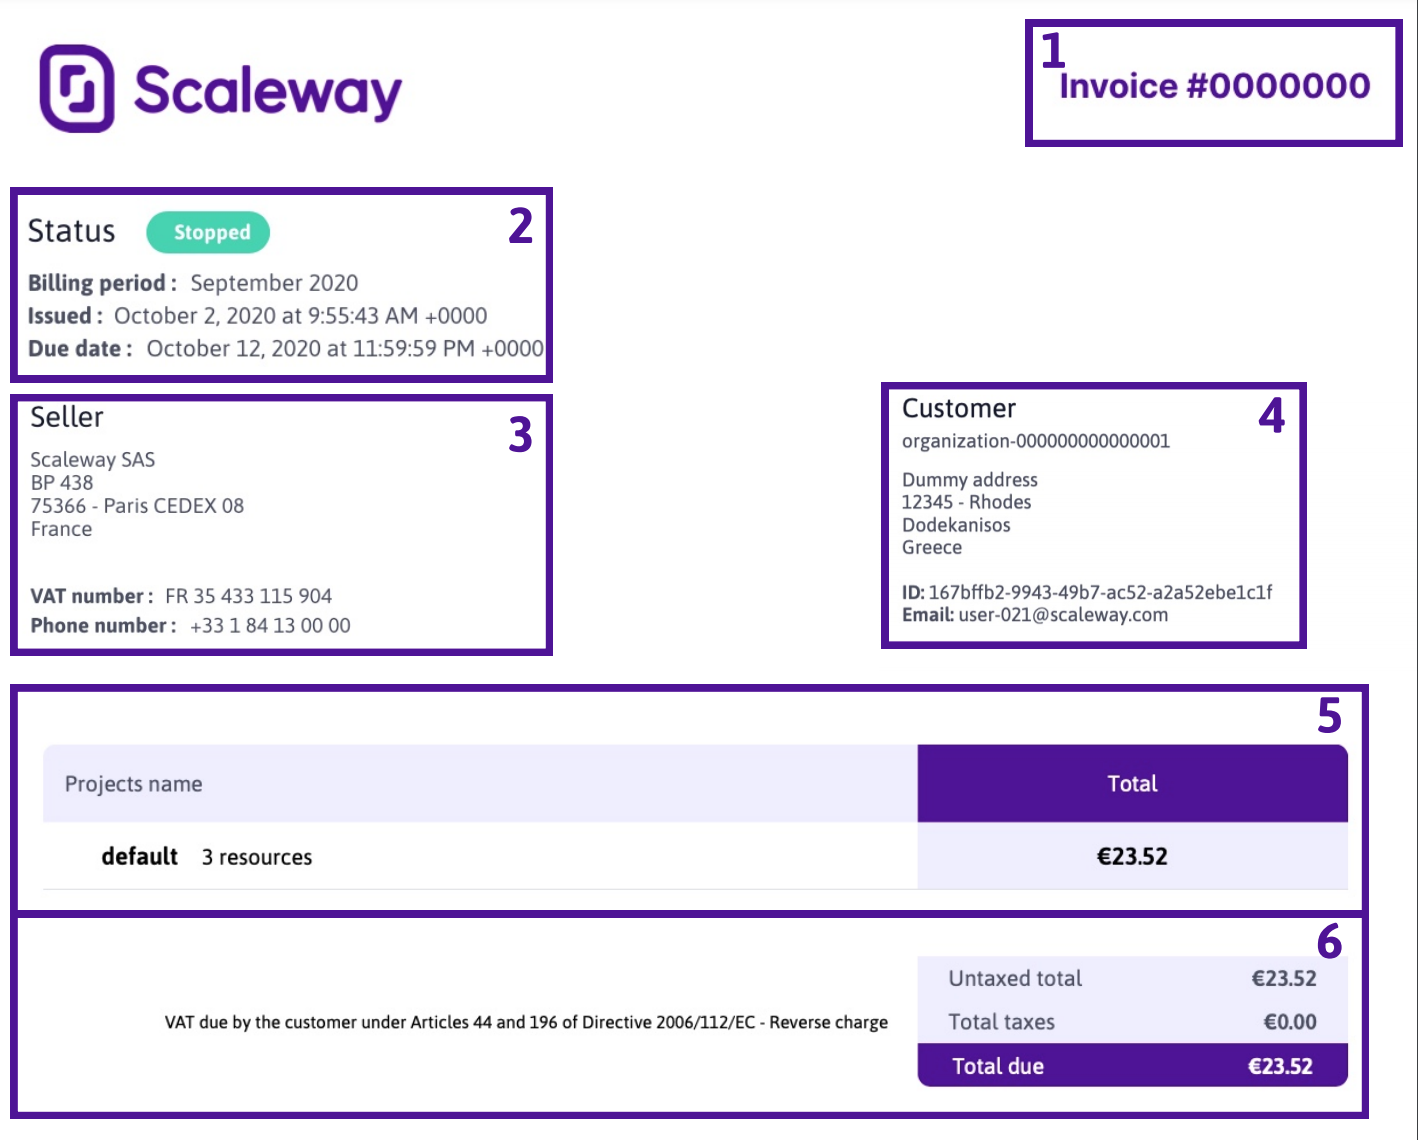 Scaleway
1
Invoice #0000000
2
Status Stopped
Billing period : September 2020
Issued : October 2, 2020 at 9:55:43 AM +0000
Due date : October 12, 2020 at 11:59:59 PM +0000
3
Seller
Scaleway SAS
BP 438
75366 - Paris CEDEX 08
France
VAT number : FR 35 433 115 904
Phone number : +33 1 84 13 00 00
4
Customer
organization-000000000000001
Dummy address
12345 - Rhodes
Dodekanisos
Greece
ID: 167bffb2-9943-49b7-ac52-a2a52ebe1c1f
Email: user-021@scaleway.com
5
Projects name Total
default 3 resources €23.52
6
Untaxed total €23.52
VAT due by the customer under Articles 44 and 196 of Directive 2006/112/EC - Reverse charge
Total taxes €0.00
Total due €23.52